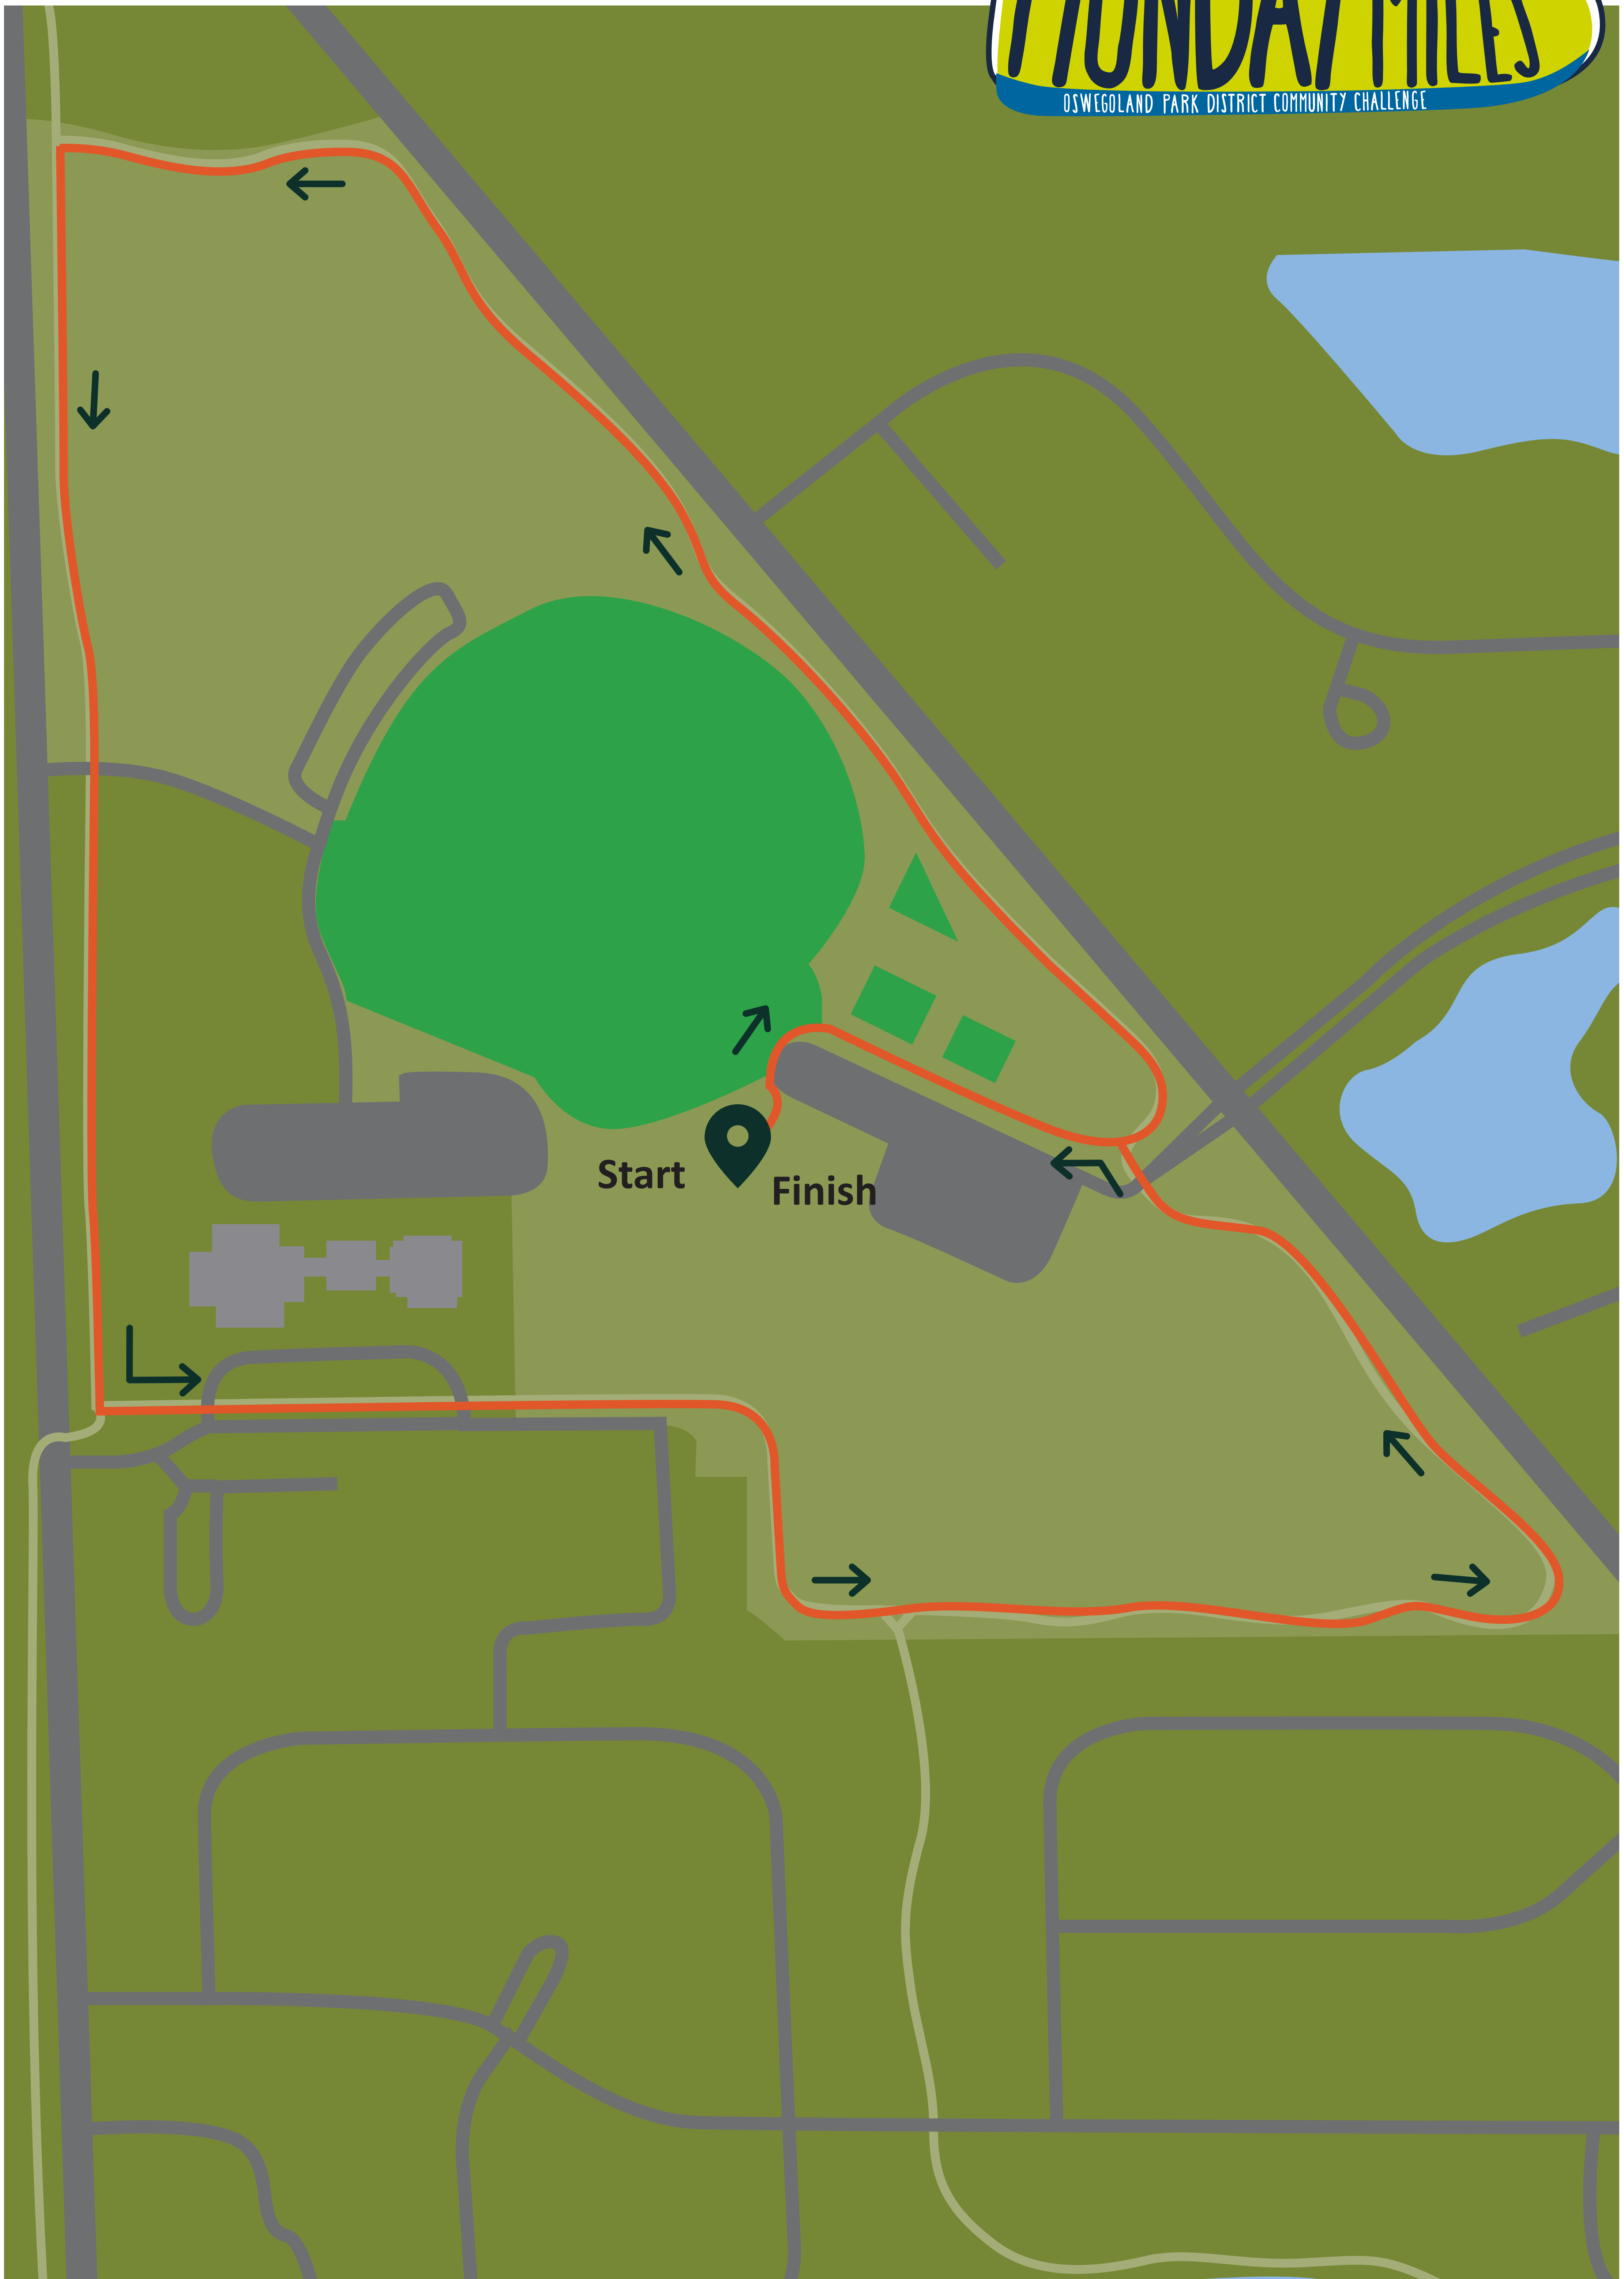 MONDAY MILES
OSWEGOLAND PARK DISTRICT COMMUNITY CHALLENGE
Start
Finish